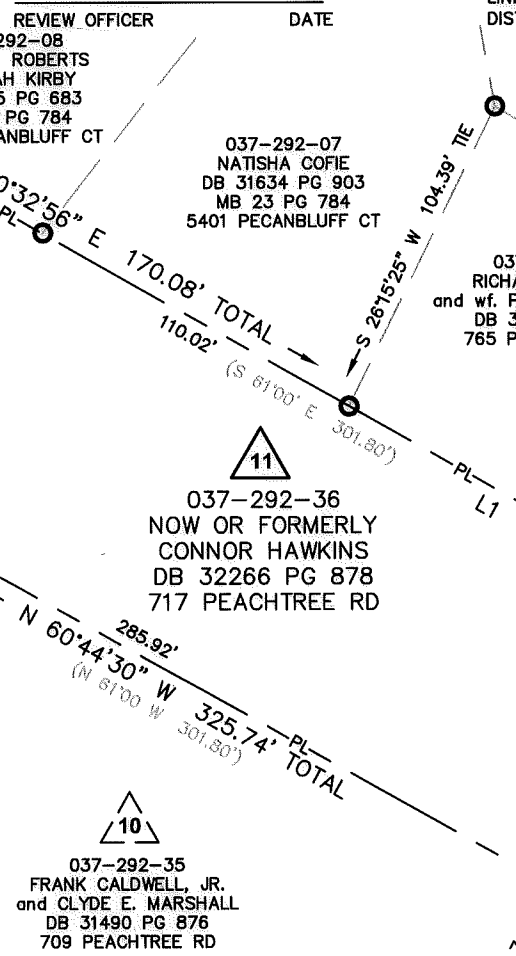 REVIEW OFFICER DATE
292-08
ROBERTS
KIRBY
PG 683
PG 784
CT
037-292-07
NATISHA COFIE
DB 31634 PG 903
MB 23 PG 784
5401 PECANBLUFF CT
S 26°15'25" W 104.39' TIE
RICHA
and wf.
DB 3
765 P
0°32'56" E 170.08' TOTAL
PL
110.02'
(S 61°00' E 301.80')
PL
L1
11
037-292-36
NOW OR FORMERLY
CONNOR HAWKINS
DB 32266 PG 878
717 PEACHTREE RD
285.92'
N 60°44'30" W 325.74' TOTAL
(N 61°00 W 301.80')
PL
10
037-292-35
FRANK CALDWELL, JR.
and CLYDE E. MARSHALL
DB 31490 PG 876
709 PEACHTREE RD